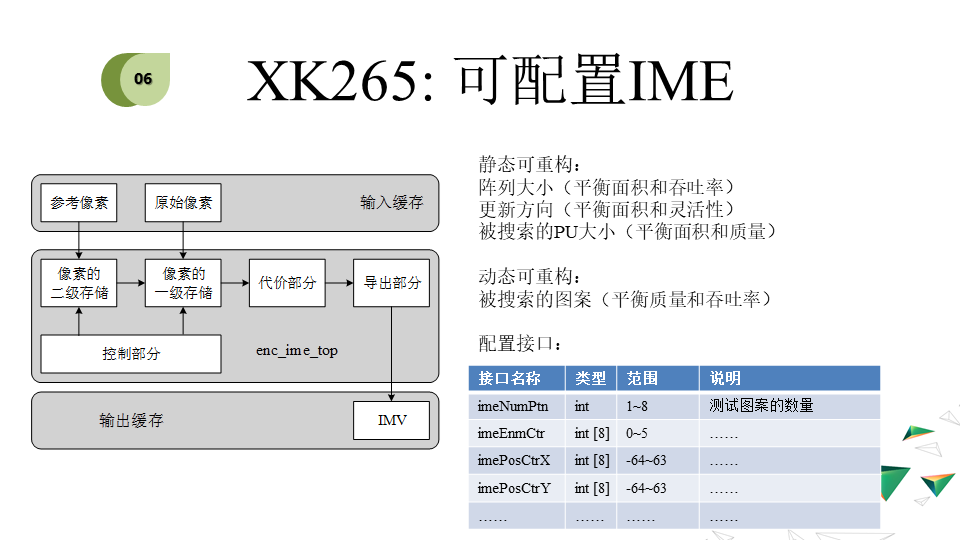 06
XK265: 可配置IME
参考像素 原始像素 输入缓存
像素的
二级存储
像素的
一级存储
代价部分
导出部分
控制部分
enc_ime_top
输出缓存
IMV
静态可重构：
阵列大小（平衡面积和吞吐率）
更新方向（平衡面积和灵活性）
被搜索的PU大小（平衡面积和质量）
动态可重构：
被搜索的图案（平衡质量和吞吐率）
配置接口：
接口名称 类型 范围 说明
imeNumPtn int 1~8 测试图案的数量
imeEnmCtr int [8] 0~5 ……
imePosCtrX int [8] -64~63 ……
imePosCtrY int [8] -64~63 ……
…… …… …… ……